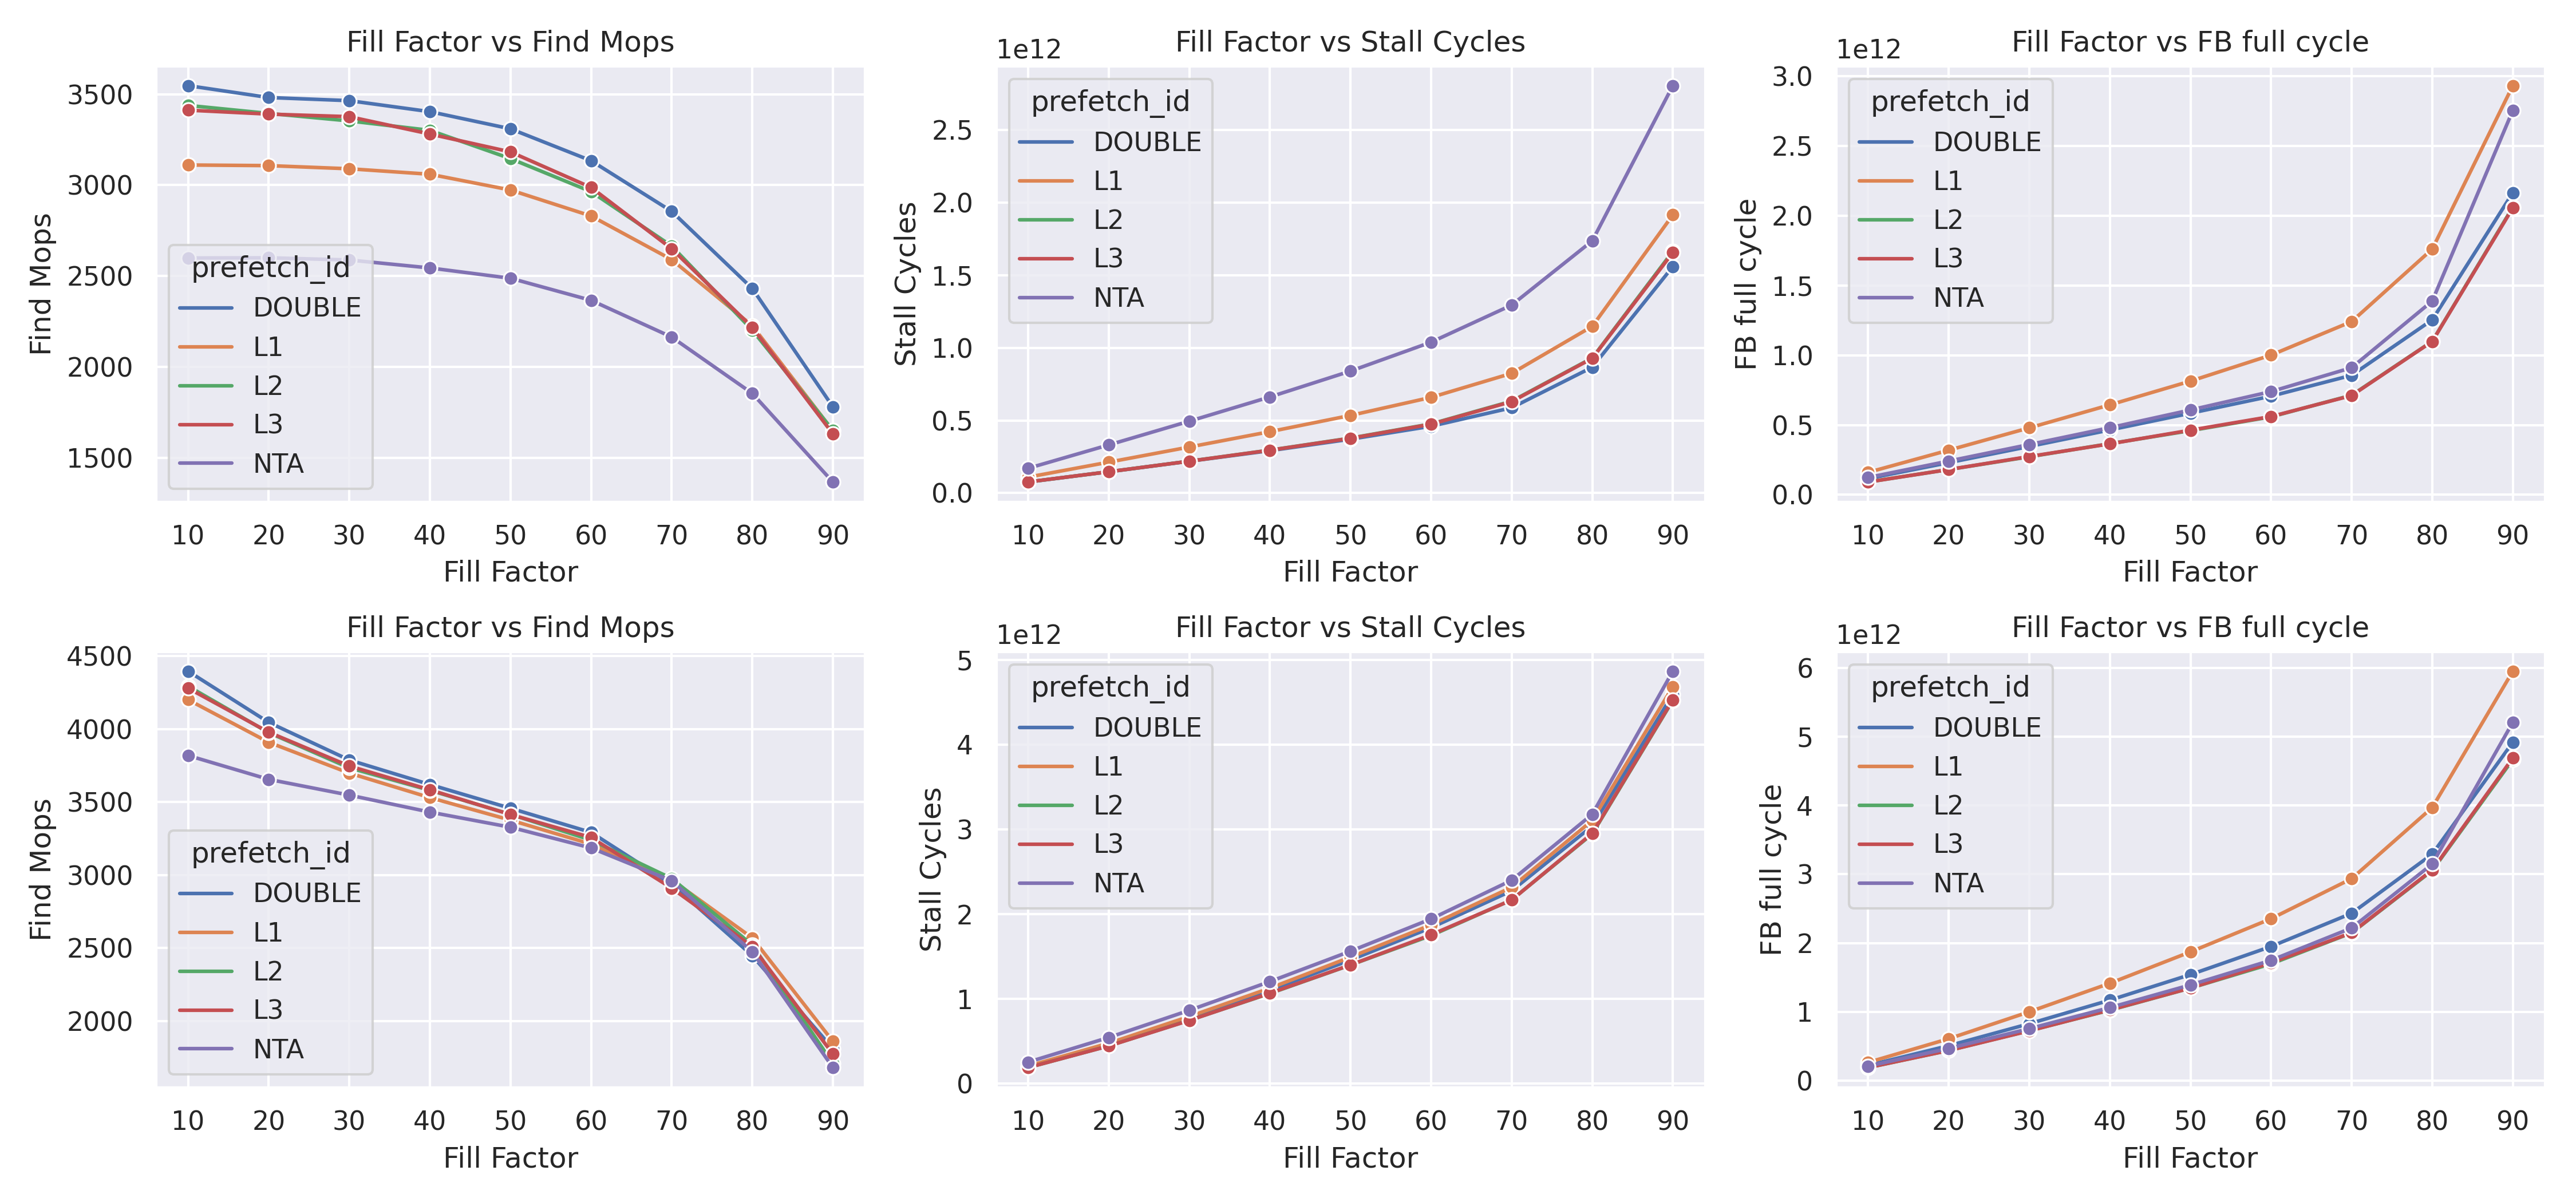 Fill Factor vs Find Mops
3500
3000
2500
2000
1500
Find Mops
prefetch_id
DOUBLE
L1
L2
L3
NTA
10 20 30 40 50 60 70 80 90
Fill Factor
Fill Factor vs Stall Cycles
1e12
2.5
2.0
1.5
1.0
0.5
0.0
Stall Cycles
prefetch_id
DOUBLE
L1
L2
L3
NTA
10 20 30 40 50 60 70 80 90
Fill Factor
Fill Factor vs FB full cycle
1e12
3.0
2.5
2.0
1.5
1.0
0.5
0.0
FB full cycle
prefetch_id
DOUBLE
L1
L2
L3
NTA
10 20 30 40 50 60 70 80 90
Fill Factor
Fill Factor vs Find Mops
4500
4000
3500
3000
2500
2000
Find Mops
prefetch_id
DOUBLE
L1
L2
L3
NTA
10 20 30 40 50 60 70 80 90
Fill Factor
Fill Factor vs Stall Cycles
1e12
5
4
3
2
1
0
Stall Cycles
prefetch_id
DOUBLE
L1
L2
L3
NTA
10 20 30 40 50 60 70 80 90
Fill Factor
Fill Factor vs FB full cycle
1e12
6
5
4
3
2
1
0
FB full cycle
prefetch_id
DOUBLE
L1
L2
L3
NTA
10 20 30 40 50 60 70 80 90
Fill Factor